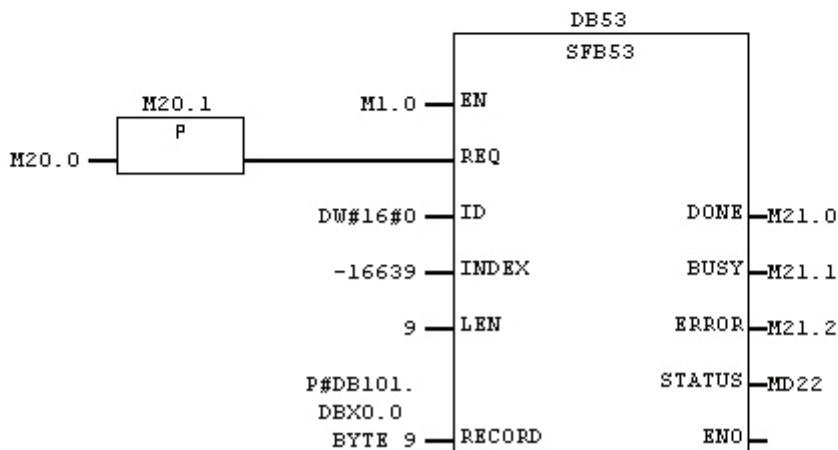 DB53
SFB53
M20.1
P
M1.0 EN
M20.0 REQ
DW#16#0 ID DONE M21.0
-16639 INDEX BUSY M21.1
9 LEN ERROR M21.2
P#DB101. STATUS MD22
DBX0.0
BYTE 9 RECORD ENO